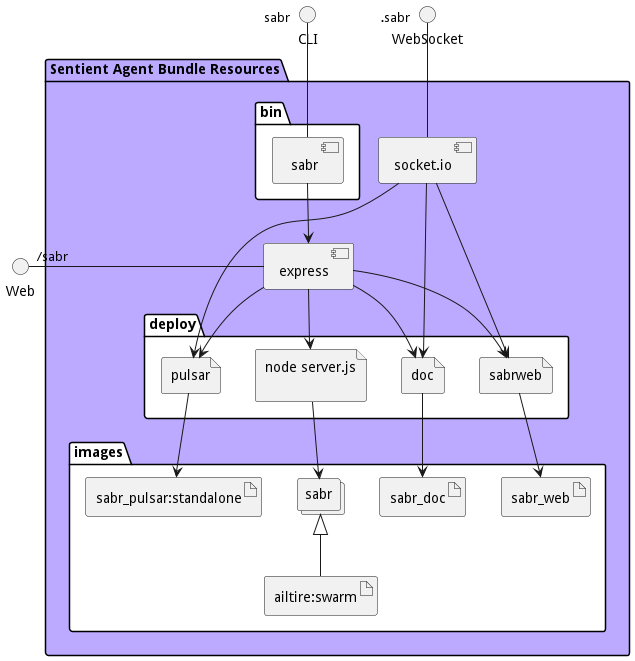 sabr
.sabr
CLI
WebSocket
Sentient Agent Bundle Resources
bin
sabr
socket.io
/sabr
express
Web
deploy
pulsar
node server.js
doc
sabrweb
images
sabr_pulsar:standalone
sabr
sabr_doc
sabr_web
ailtire:swarm